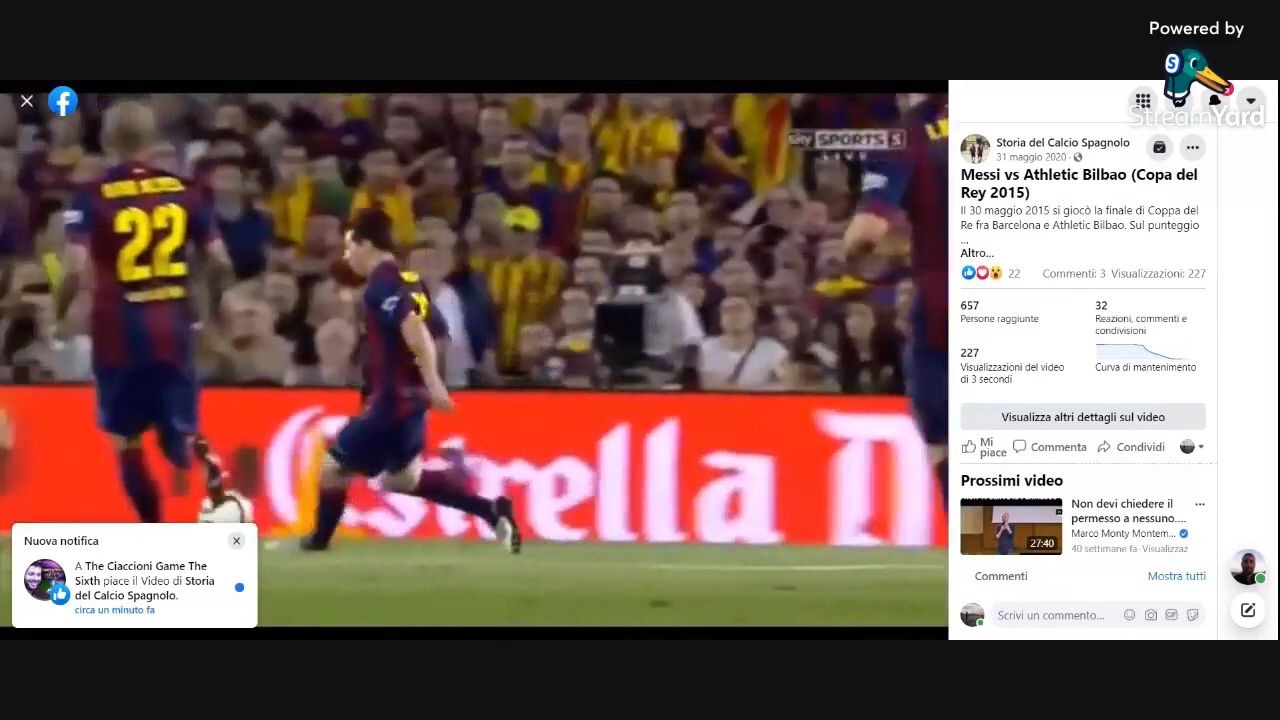 Powered by
StreamYard
S
sky SPORTS 5
LIVE
22
Estrella D
Storia del Calcio Spagnolo
31 maggio 2020 ·
Messi vs Athletic Bilbao (Copa del
Rey 2015)
Il 30 maggio 2015 si giocò la finale di Coppa del
Re fra Barcelona e Athletic Bilbao. Sul punteggio
...
Altro...
22
Commenti: 3 Visualizzazioni: 227
657
Persone raggiunte
32
Reazioni, commenti e
condivisioni
227
Visualizzazioni del video
di 3 secondi
Curva di mantenimento
Visualizza altri dettagli sul video
Mi
piace
Commenta
Condividi
Prossimi video
27:40
Non devi chiedere il
permesso a nessuno....
Marco Monty Montem...
40 settimane fa · Visualizzaz
Commenti
Mostra tutti
Scrivi un commento...
GIF
Nuova notifica
A The Ciaccioni Game The
Sixth piace il Video di Storia
del Calcio Spagnolo.
circa un minuto fa